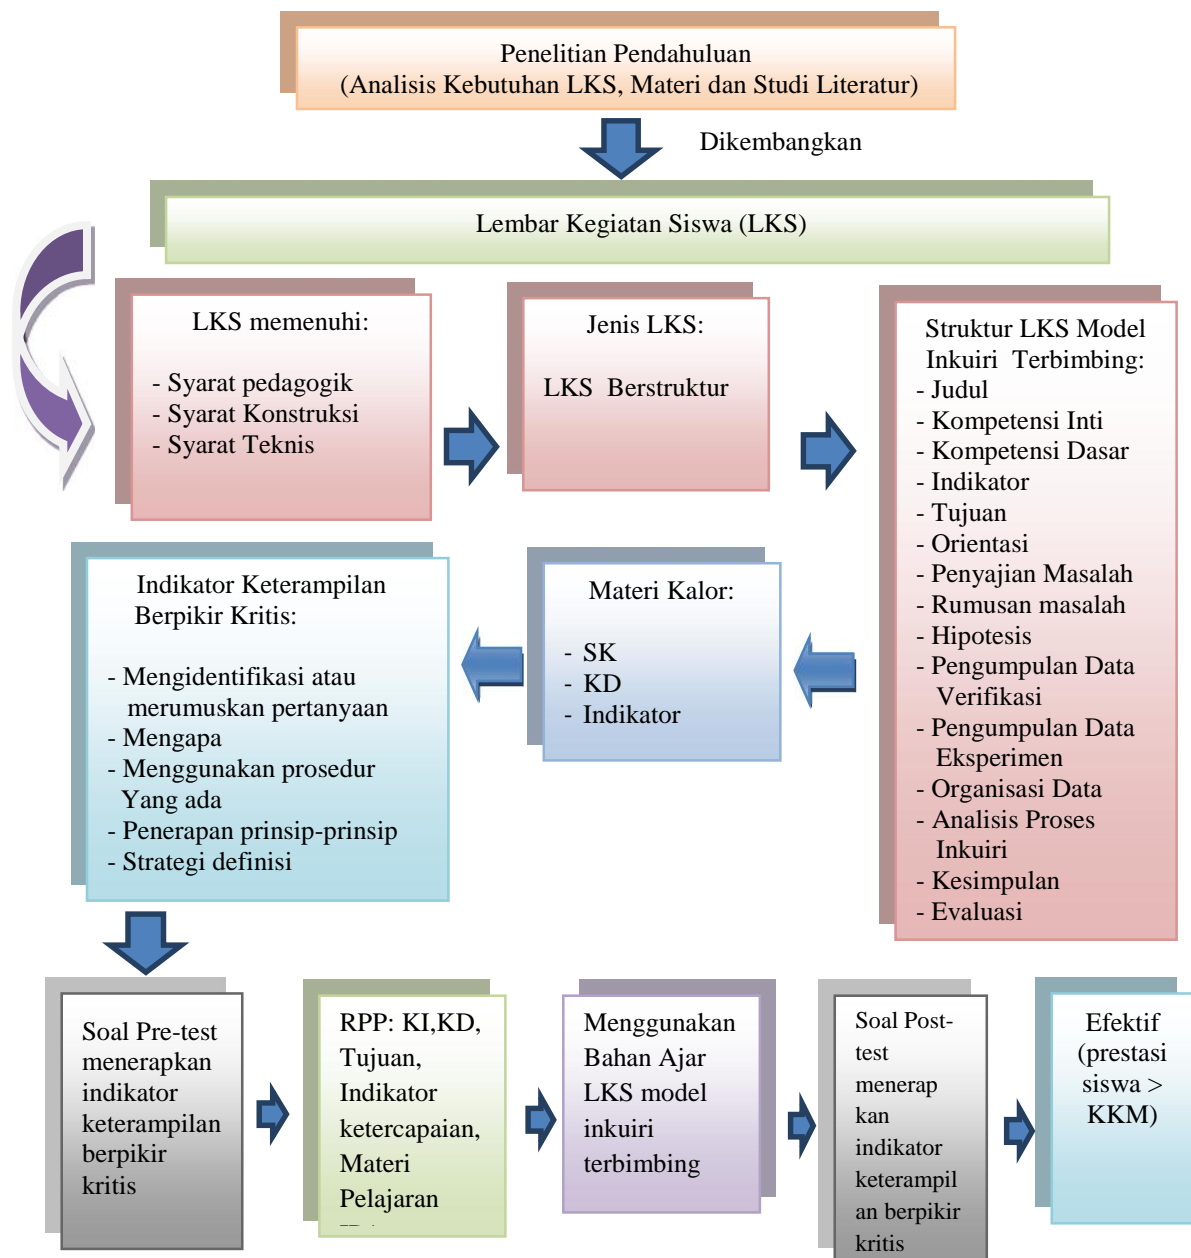 Penelitian Pendahuluan
(Analisis Kebutuhan LKS, Materi dan Studi Literatur)
Dikembangkan
Lembar Kegiatan Siswa (LKS)
LKS memenuhi:
- Syarat pedagogik
- Syarat Konstruksi
- Syarat Teknis
Jenis LKS:
LKS Berstruktur
Struktur LKS Model
Inkuiri Terbimbing:
- Judul
- Kompetensi Inti
- Kompetensi Dasar
- Indikator
- Tujuan
- Orientasi
- Penyajian Masalah
- Rumusan masalah
- Hipotesis
- Pengumpulan Data
Verifikasi
- Pengumpulan Data
Eksperimen
- Organisasi Data
- Analisis Proses
Inkuiri
- Kesimpulan
- Evaluasi
Materi Kalor:
- SK
- KD
- Indikator
Indikator Keterampilan
Berpikir Kritis:
- Mengidentifikasi atau
merumuskan pertanyaan
- Mengapa
- Menggunakan prosedur
Yang ada
- Penerapan prinsip-prinsip
- Strategi definisi
Soal Pre-test
menerapkan
indikator
keterampilan
berpikir
kritis
RPP: KI,KD,
Tujuan,
Indikator
ketercapaian,
Materi
Pelajaran
Menggunakan
Bahan Ajar
LKS model
inkuiri
terbimbing
Soal Post-
test
menerap
kan
indikator
keterampil
an berpikir
kritis
Efektif
(prestasi
siswa >
KKM)